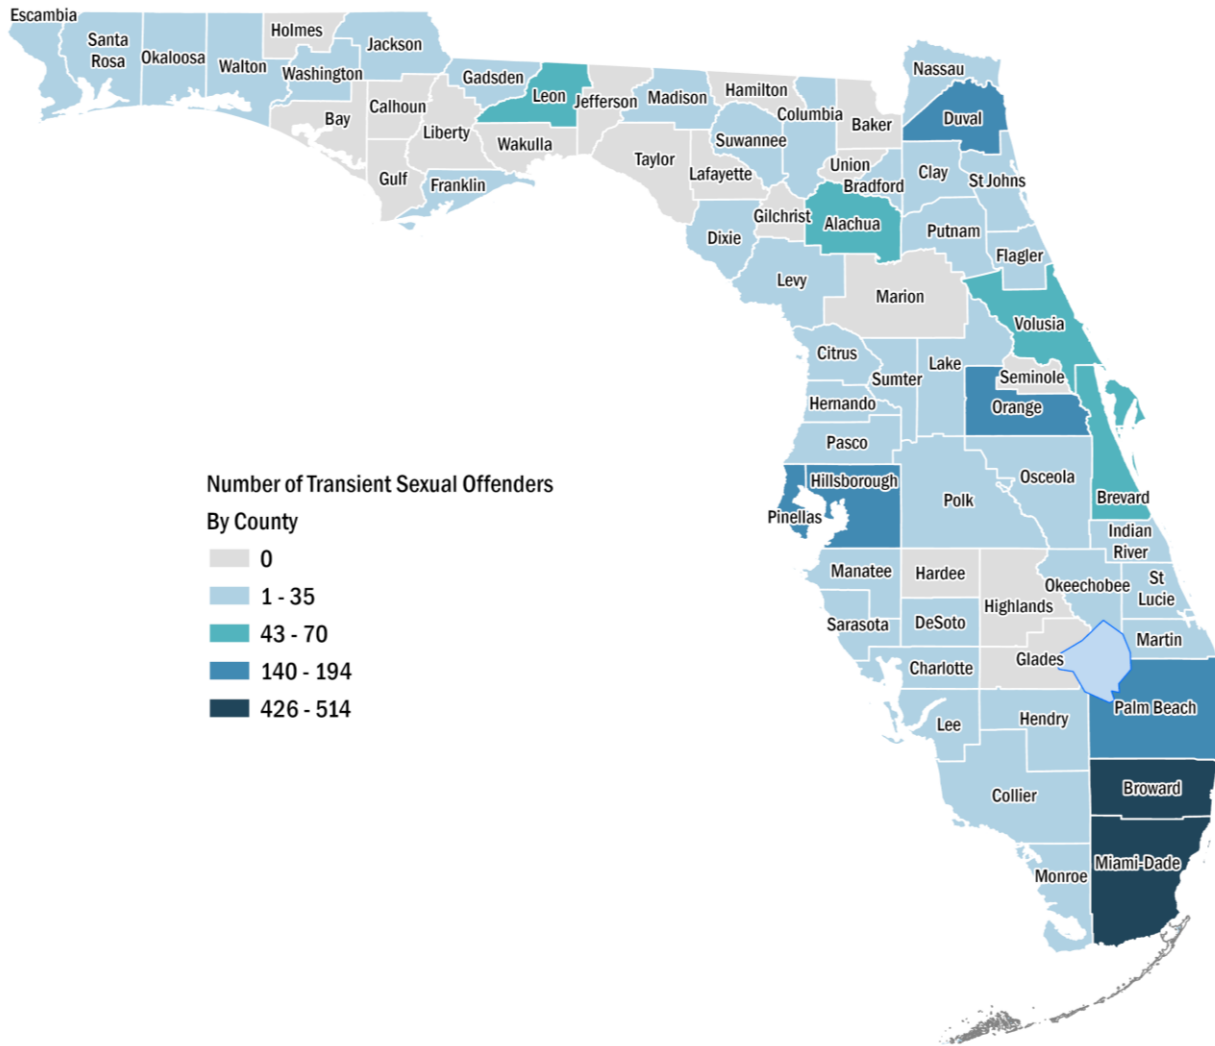 Escambia
Santa
Rosa
Okaloosa
Walton
Holmes
Washington
Jackson
Bay
Calhoun
Gulf
Liberty
Gadsden
Franklin
Leon
Wakulla
Jefferson
Madison
Taylor
Hamilton
Suwannee
Lafayette
Columbia
Baker
Union
Bradford
Nassau
Duval
Clay
St Johns
Gilchrist
Alachua
Dixie
Putnam
Flagler
Levy
Marion
Volusia
Citrus
Sumter
Lake
Seminole
Orange
Hernando
Pasco
Hillsborough
Pinellas
Polk
Osceola
Brevard
Indian
River
Manatee
Hardee
Highlands
Okeechobee
St
Lucie
Sarasota
DeSoto
Martin
Charlotte
Glades
Lee
Hendry
Palm Beach
Collier
Broward
Monroe
Miami-Dade
Number of Transient Sexual Offenders
By County
0
1 - 35
43 - 70
140 - 194
426 - 514